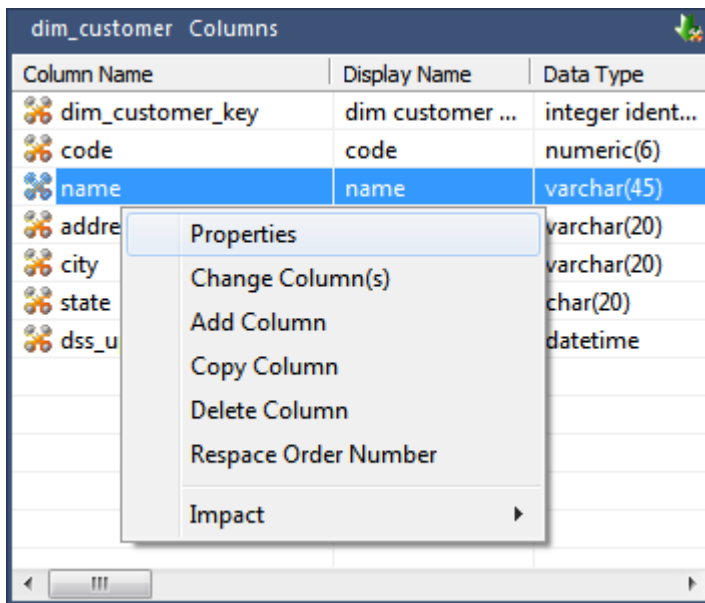 dim_customer Columns
Column Name Display Name Data Type
dim_customer_key dim customer ... integer ident...
code code numeric(6)
name name varchar(45)
addre varchar(20)
city varchar(20)
state char(20)
dss_u datetime
Properties
Change Column(s)
Add Column
Copy Column
Delete Column
Respace Order Number
Impact